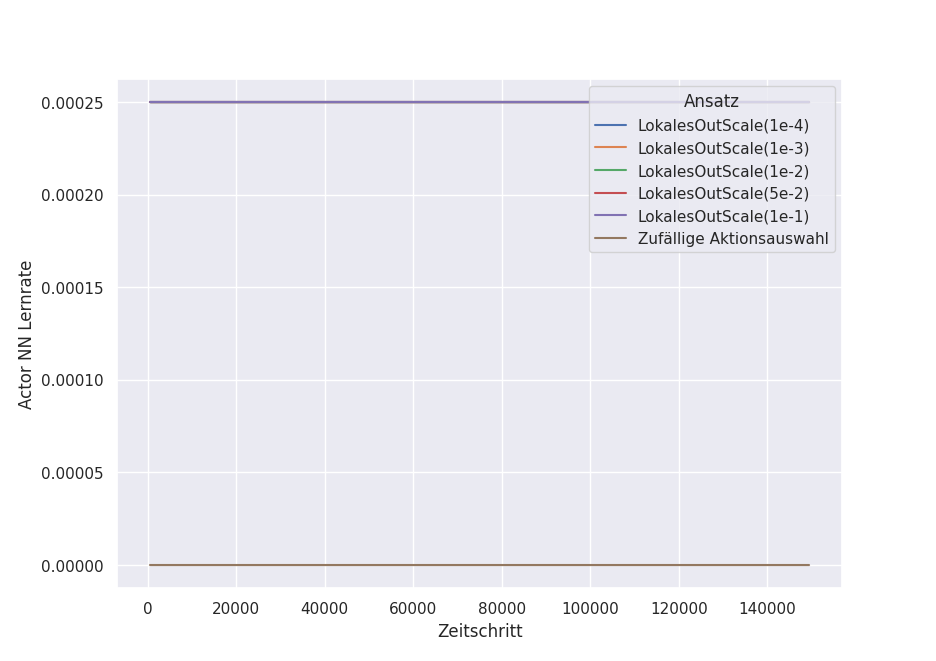 0.00025
0.00020
0.00015
0.00010
0.00005
0.00000
Actor NN Lernrate
Ansatz
LokalesOutScale(1e-4)
LokalesOutScale(1e-3)
LokalesOutScale(1e-2)
LokalesOutScale(5e-2)
LokalesOutScale(1e-1)
Zufällige Aktionsauswahl
0 20000 40000 60000 80000 100000 120000 140000
Zeitschritt